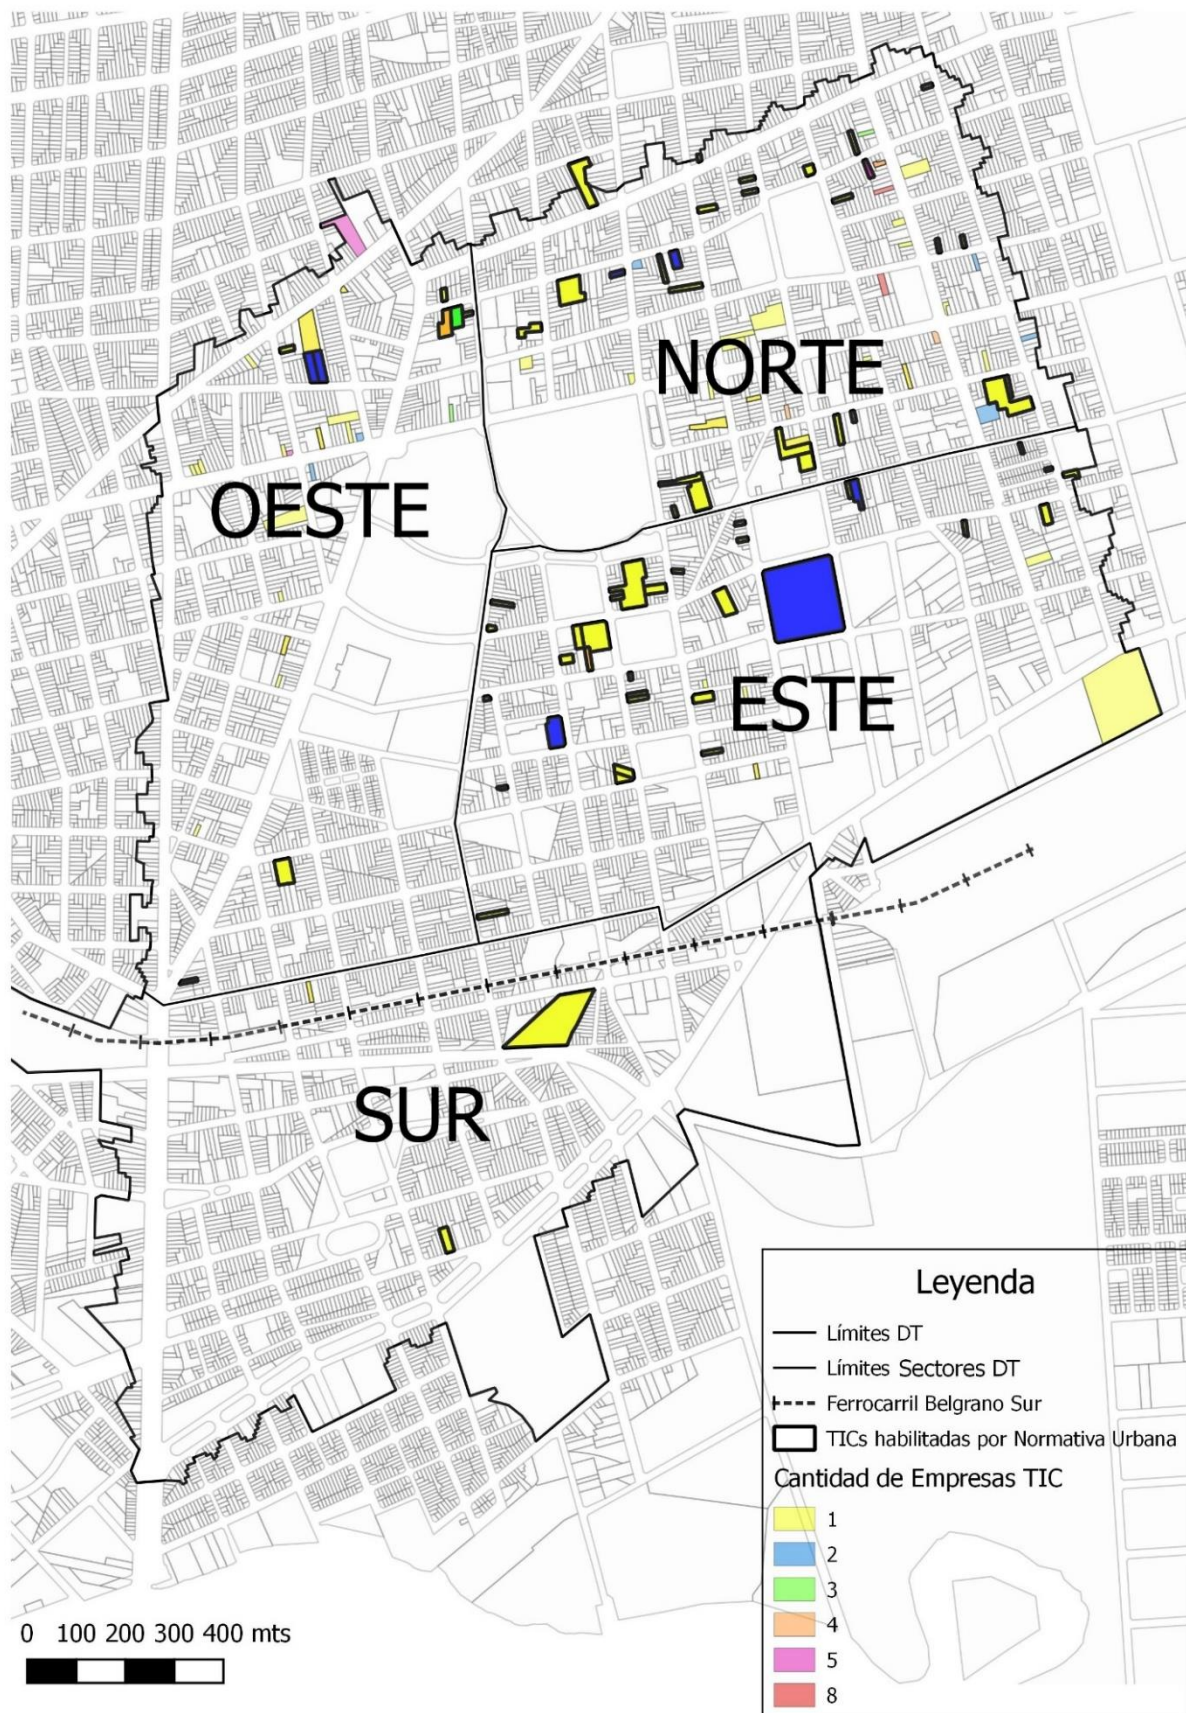 NORTE
OESTE
ESTE
SUR
Leyenda
Límites DT
Límites Sectores DT
Ferrocarril Belgrano Sur
TICs habilitadas por Normativa Urbana
Cantidad de Empresas TIC
1
2
3
4
5
8
0 100 200 300 400 mts